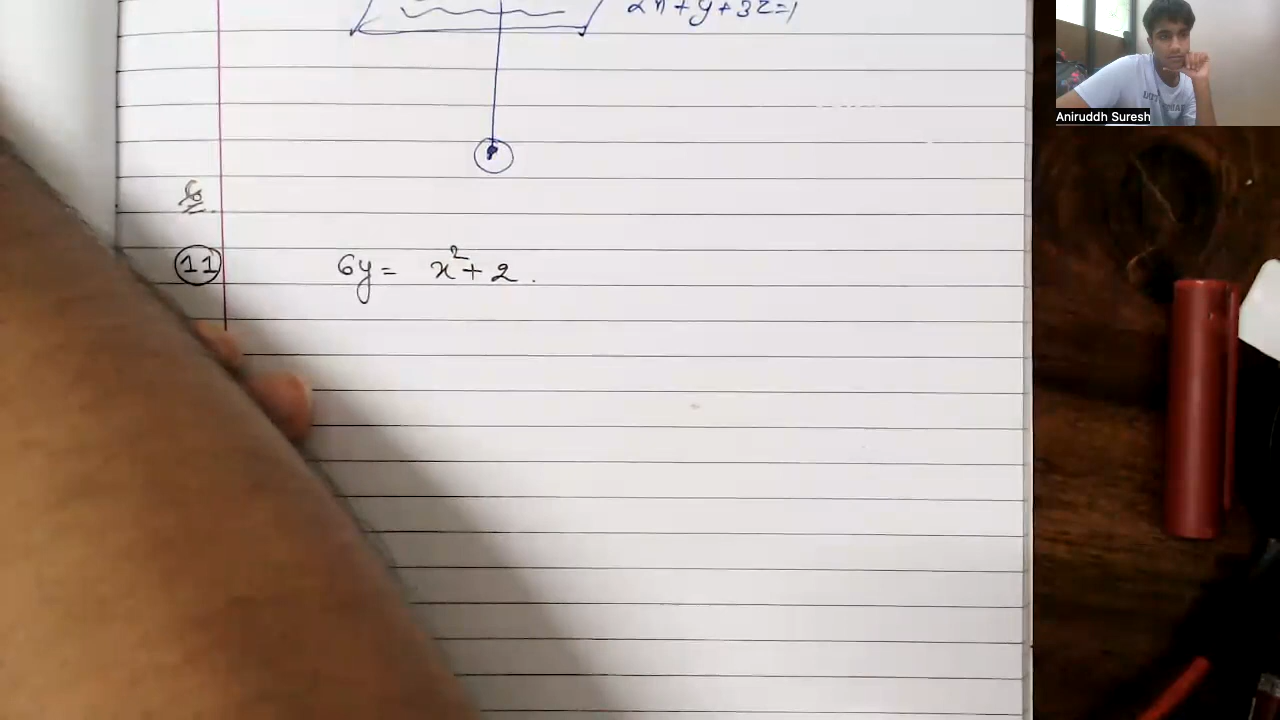 2x+y+3z=1
11 6y= x²+2.
Aniruddh Suresh